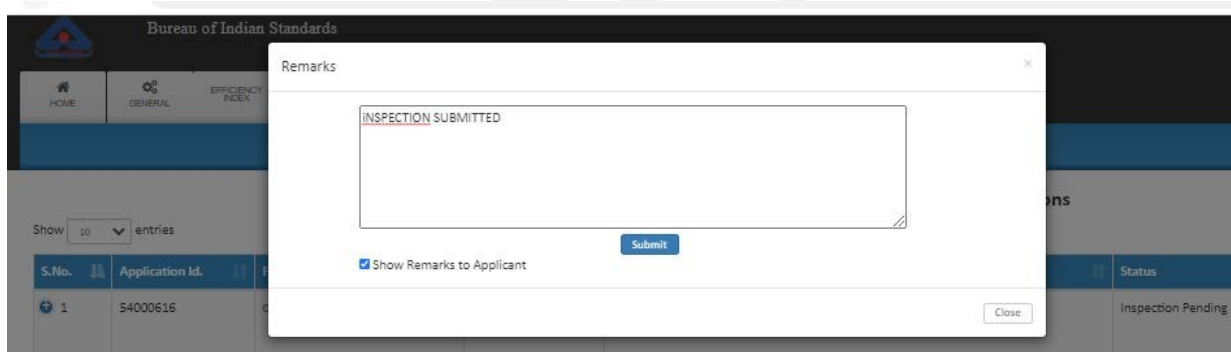 Bureau of Indian Standards
Remarks
×
HOME
GENERAL
EFFICIENCY
INDEX
iNSPECTION SUBMITTED
ons
Show 10 entries
Submit
Show Remarks to Applicant
S.No. Application Id. Status
1 54000616 Inspection Pending
Close